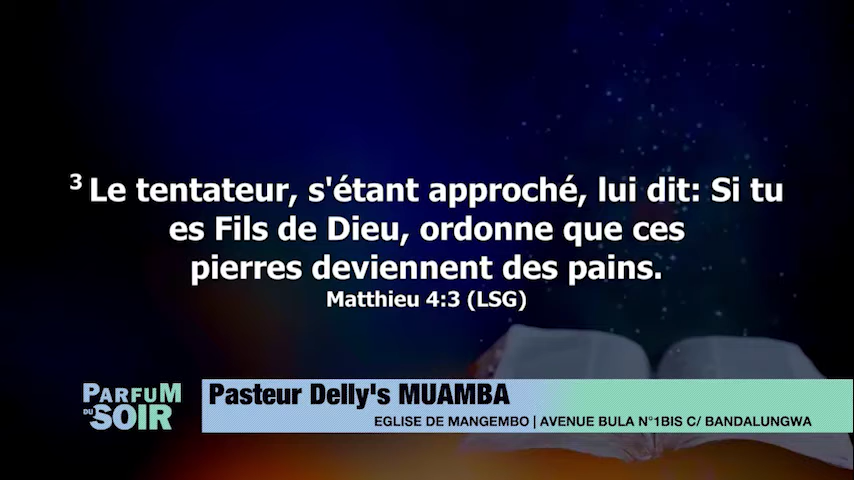 3 Le tentateur, s'étant approché, lui dit: Si tu
es Fils de Dieu, ordonne que ces
pierres deviennent des pains.
Matthieu 4:3 (LSG)
PARFUM
DU SOIR
Pasteur Delly's MUAMBA
EGLISE DE MANGEMBO | AVENUE BULA N°1BIS C/ BANDALUNGWA